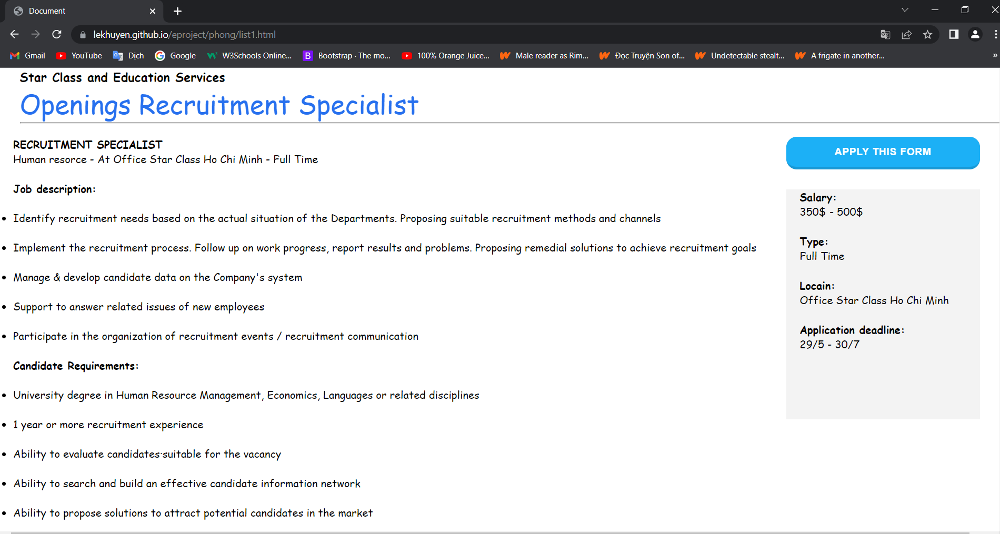 Document
lekhuyen.github.io/eproject/phong/list1.html
Gmail YouTube Dịch Google W3Schools Online... Bootstrap · The mo... 100% Orange Juice... Male reader as Rim... Đọc Truyện Son of... Undetectable stealt... A frigate in another... »
Star Class and Education Services
Openings Recruitment Specialist
RECRUITMENT SPECIALIST
Human resorce - At Office Star Class Ho Chi Minh - Full Time
Job description:
• Identify recruitment needs based on the actual situation of the Departments. Proposing suitable recruitment methods and channels
• Implement the recruitment process. Follow up on work progress, report results and problems. Proposing remedial solutions to achieve recruitment goals
• Manage & develop candidate data on the Company's system
• Support to answer related issues of new employees
• Participate in the organization of recruitment events / recruitment communication
Candidate Requirements:
• University degree in Human Resource Management, Economics, Languages or related disciplines
• 1 year or more recruitment experience
• Ability to evaluate candidates·suitable for the vacancy
• Ability to search and build an effective candidate information network
• Ability to propose solutions to attract potential candidates in the market
APPLY THIS FORM
Salary:
350$ - 500$
Type:
Full Time
Locain:
Office Star Class Ho Chi Minh
Application deadline:
29/5 - 30/7